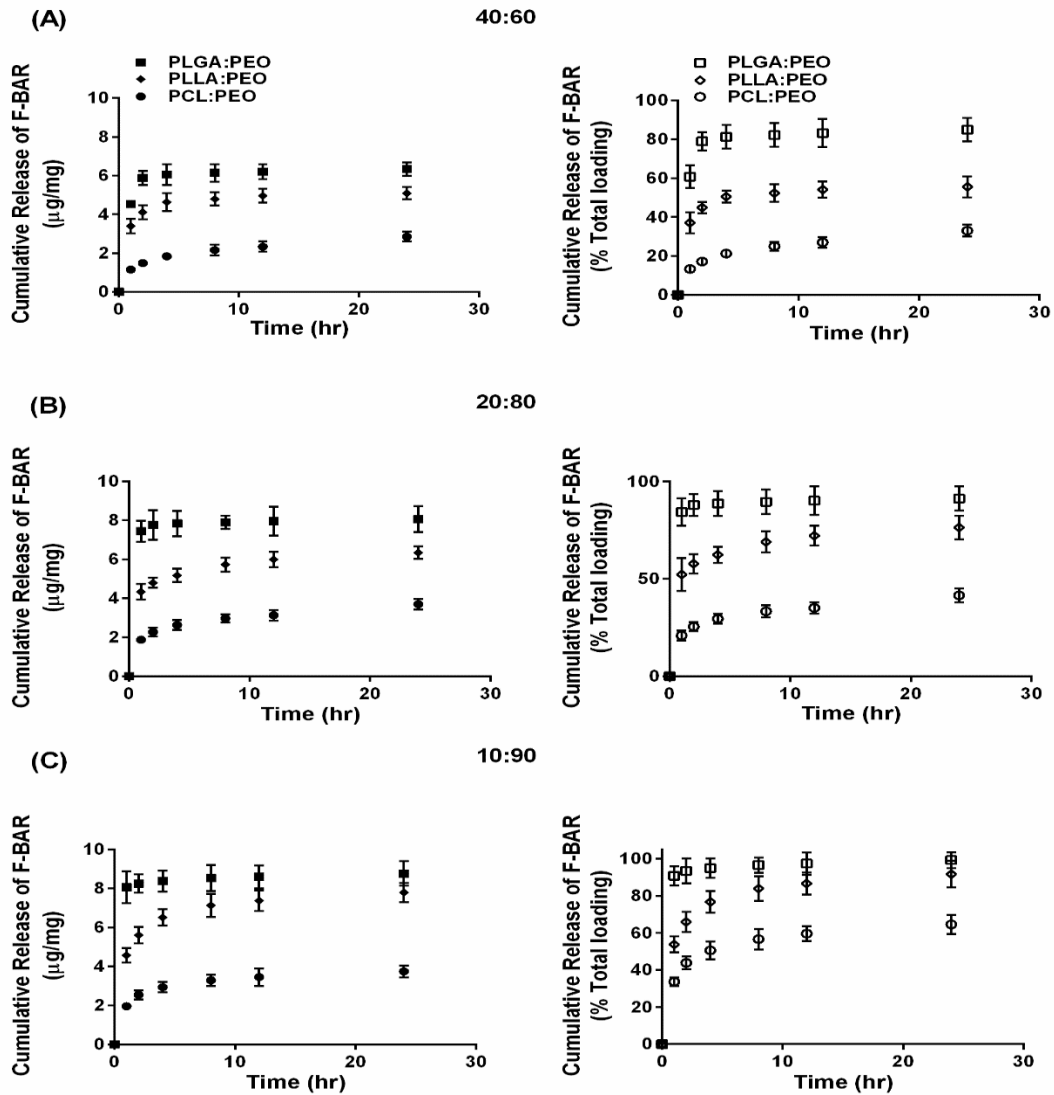 (A)
40:60
PLGA:PEO
PLLA:PEO
PCL:PEO
Cumulative Release of F-BAR
(μg/mg)
10
8
6
4
2
0
0
10
20
30
Time (hr)
PLGA:PEO
PLLA:PEO
PCL:PEO
Cumulative Release of F-BAR
(% Total loading)
100
80
60
40
20
0
0
10
20
30
Time (hr)
(B)
20:80
Cumulative Release of F-BAR
(μg/mg)
10
8
6
4
2
0
0
10
20
30
Time (hr)
Cumulative Release of F-BAR
(% Total loading)
100
50
0
0
10
20
30
Time (hr)
(C)
10:90
Cumulative Release of F-BAR
(μg/mg)
10
8
6
4
2
0
0
10
20
30
Time (hr)
Cumulative Release of F-BAR
(% Total loading)
100
80
60
40
20
0
0
10
20
30
Time (hr)